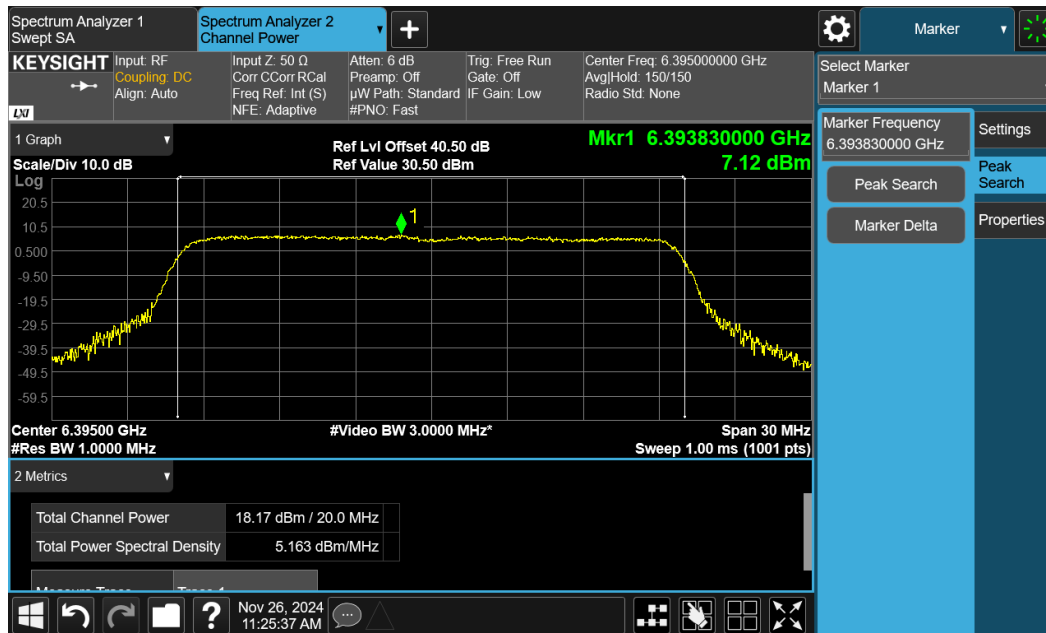 Spectrum Analyzer 1
Swept SA
Spectrum Analyzer 2
Channel Power
Marker
KEYSIGHT
LXI
Input: RF
Coupling: DC
Align: Auto
Input Z: 50 Ω
Corr CCorr RCal
Freq Ref: Int (S)
NFE: Adaptive
Atten: 6 dB
Preamp: Off
µW Path: Standard
#PNO: Fast
Trig: Free Run
Gate: Off
IF Gain: Low
Center Freq: 6.395000000 GHz
Avg|Hold: 150/150
Radio Std: None
Select Marker
Marker 1
1 Graph
Scale/Div 10.0 dB
Ref Lvl Offset 40.50 dB
Ref Value 30.50 dBm
Mkr1 6.393830000 GHz
7.12 dBm
Log
20.5
10.5
0.500
-9.50
-19.5
-29.5
-39.5
-49.5
-59.5
1
Center 6.39500 GHz
#Res BW 1.0000 MHz
#Video BW 3.0000 MHz*
Span 30 MHz
Sweep 1.00 ms (1001 pts)
Marker Frequency
6.393830000 GHz
Peak Search
Marker Delta
Settings
Peak
Search
Properties
2 Metrics
Total Channel Power 18.17 dBm / 20.0 MHz
Total Power Spectral Density 5.163 dBm/MHz
?
Nov 26, 2024
11:25:37 AM